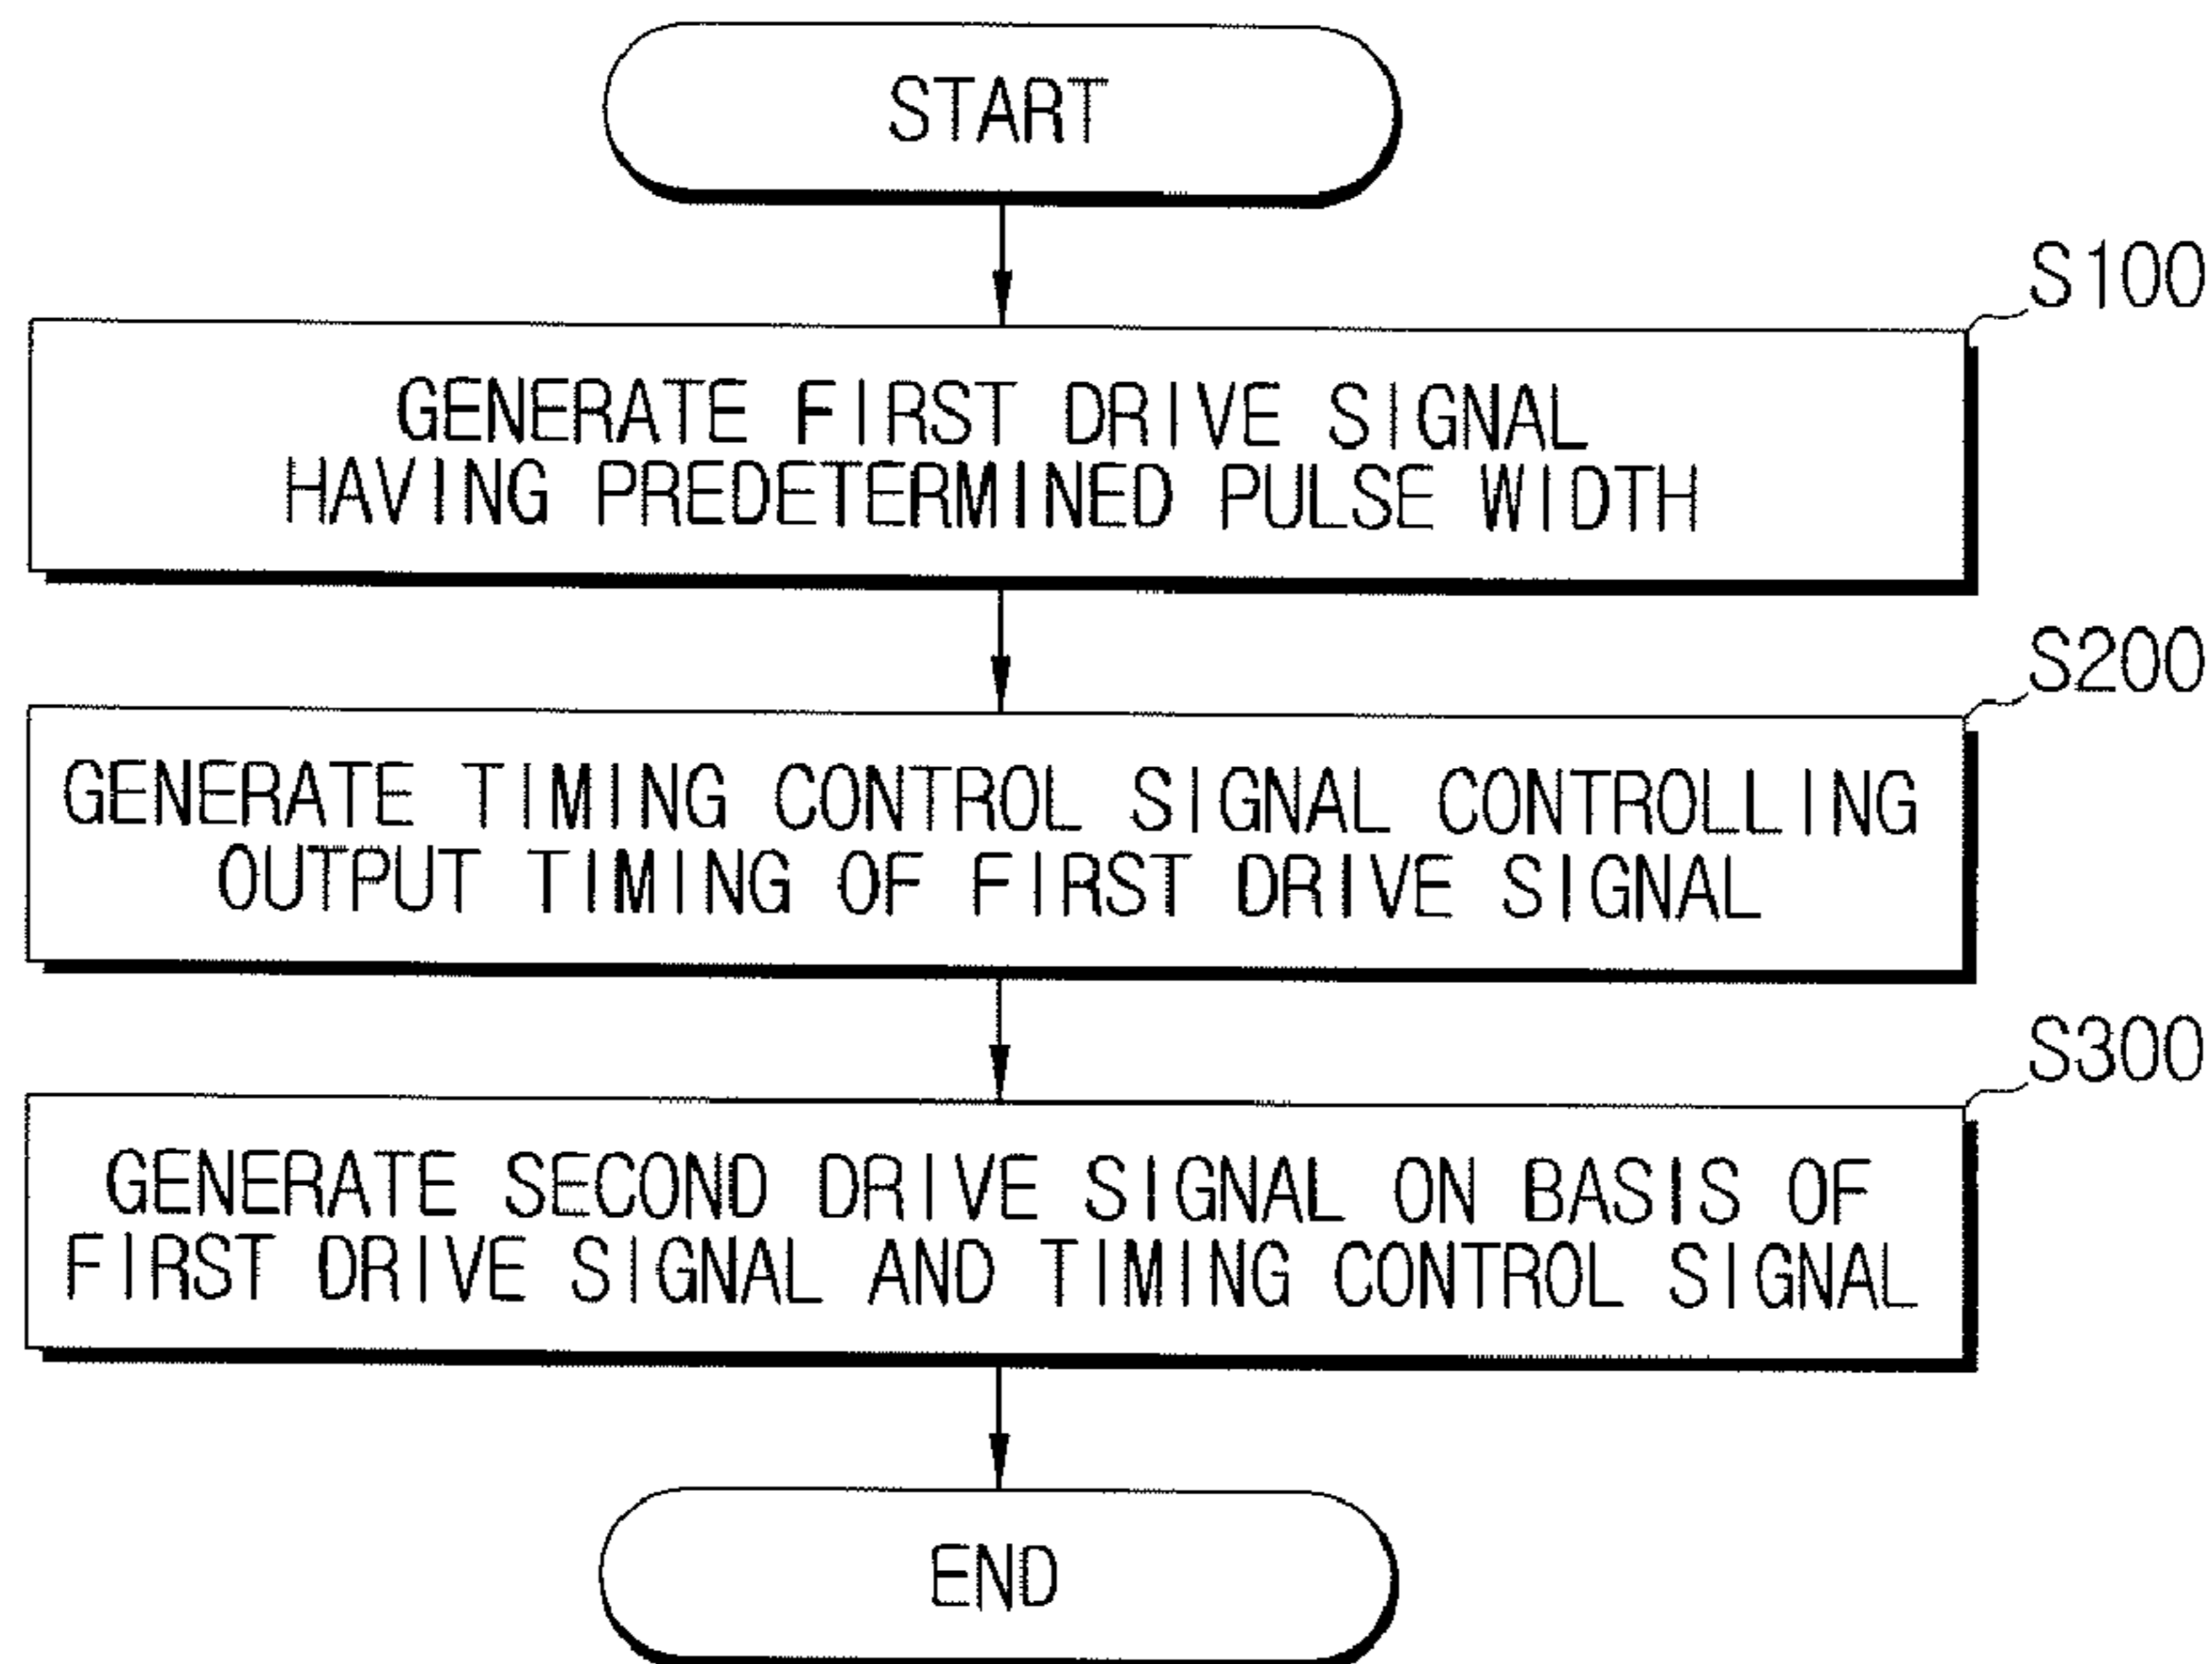 START
S100
GENERATE FIRST DRIVE SIGNAL
HAVING PREDETERMINED PULSE WIDTH
S200
GENERATE TIMING CONTROL SIGNAL CONTROLLING
OUTPUT TIMING OF FIRST DRIVE SIGNAL
S300
GENERATE SECOND DRIVE SIGNAL ON BASIS OF
FIRST DRIVE SIGNAL AND TIMING CONTROL SIGNAL
END